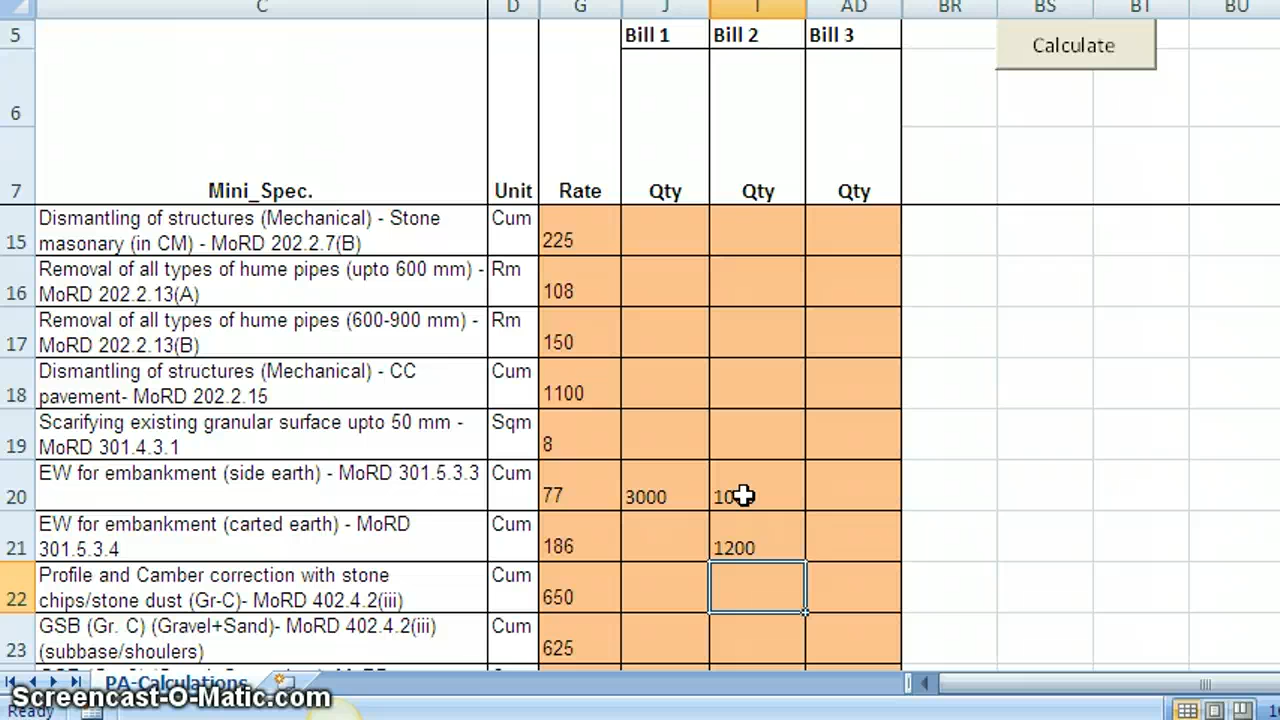 C D G J T AD BR BS BT BU
5 Bill 1 Bill 2 Bill 3 Calculate
6
7 Mini_Spec. Unit Rate Qty Qty Qty
15 Dismantling of structures (Mechanical) - Stone masonary (in CM) - MoRD 202.2.7(B) Cum 225
16 Removal of all types of hume pipes (upto 600 mm) - MoRD 202.2.13(A) Rm 108
17 Removal of all types of hume pipes (600-900 mm) - MoRD 202.2.13(B) Rm 150
18 Dismantling of structures (Mechanical) - CC pavement- MoRD 202.2.15 Cum 1100
19 Scarifying existing granular surface upto 50 mm - MoRD 301.4.3.1 Sqm 8
20 EW for embankment (side earth) - MoRD 301.5.3.3 Cum 77 3000
21 EW for embankment (carted earth) - MoRD 301.5.3.4 Cum 186 1200
22 Profile and Camber correction with stone chips/stone dust (Gr-C)- MoRD 402.4.2(iii) Cum 650
23 GSB (Gr. C) (Gravel+Sand)- MoRD 402.4.2(iii) (subbase/shoulers) Cum 625
PA-Calculations
Screencast-O-Matic.com
Ready